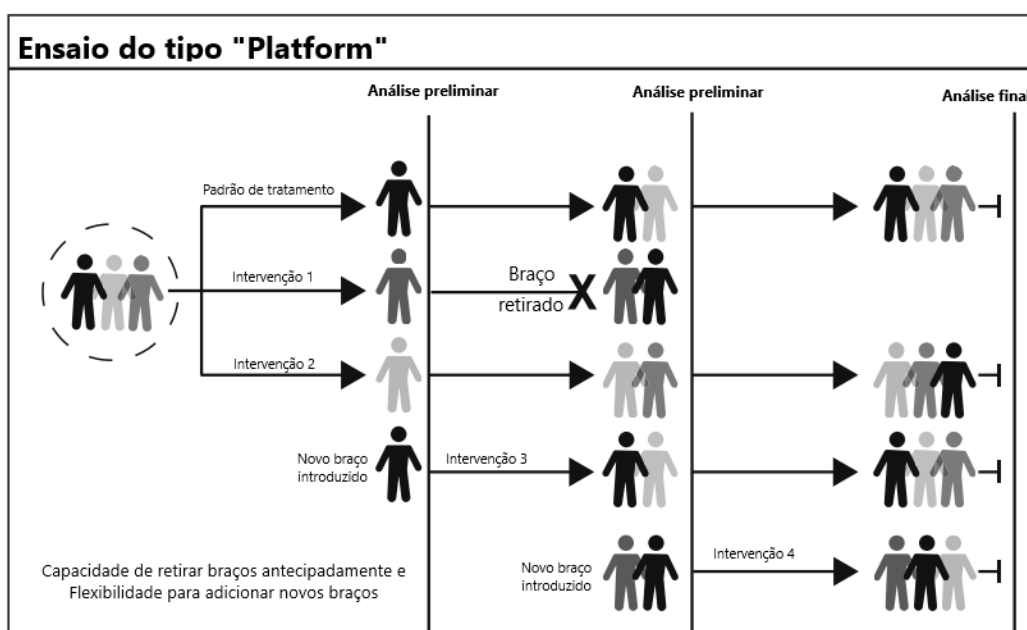 Ensaio do tipo "Platform"
Análise preliminar
Análise preliminar
Análise final
Padrão de tratamento
Intervenção 1
Braço
retirado
X
Intervenção 2
Novo braço
introduzido
Intervenção 3
Novo braço
introduzido
Intervenção 4
Capacidade de retirar braços antecipadamente e
Flexibilidade para adicionar novos braços